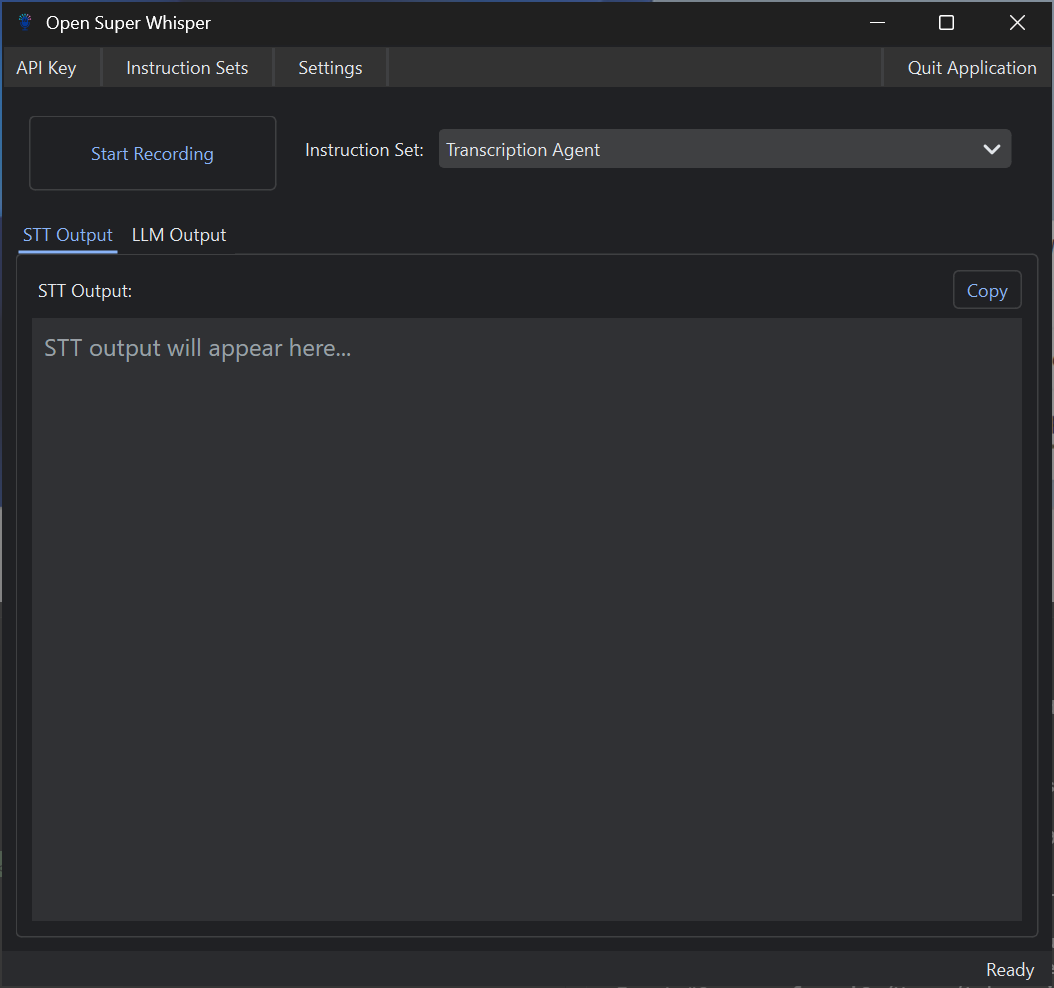 Open Super Whisper
API Key Instruction Sets Settings Quit Application
Start Recording Instruction Set: Transcription Agent
STT Output LLM Output
STT Output: Copy
STT output will appear here...
Ready